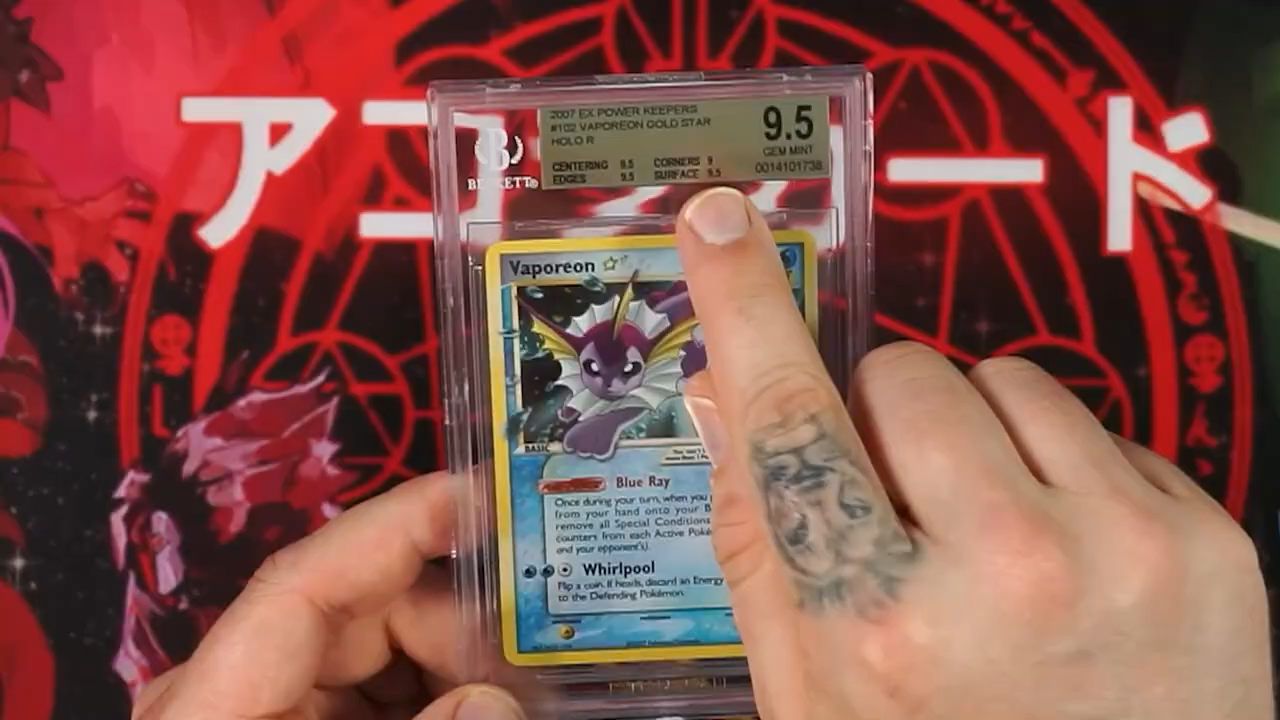 アコ
ード
2007 EX POWER KEEPERS
#102 VAPOREON GOLD STAR
HOLO R
9.5
GEM MINT
CENTERING 9.5 CORNERS 9
EDGES 9.5 SURFACE 9.5
0014101738
B
BECKETT
Vaporeon
BASIC
Blue Ray
Once during your turn, when you
from your hand onto your B
remove all Special Conditions
counters from each Active Poké
and your opponent's).
Whirlpool
Flip a coin. If heads, discard an Energy
to the Defending Pokémon.